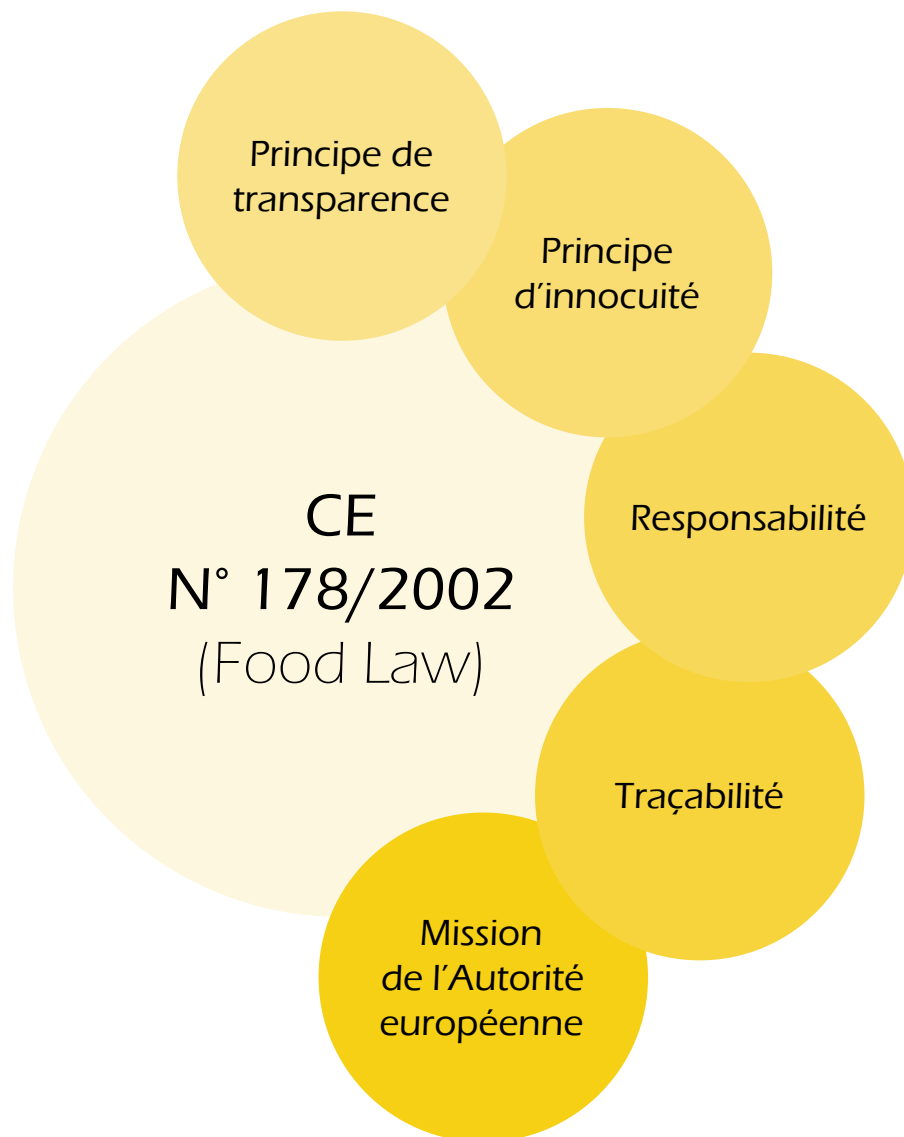 Principe de
transparence
Principe
d'innocuité
CE
N° 178/2002
(Food Law)
Responsabilité
Traçabilité
Mission
de l'Autorité
européenne